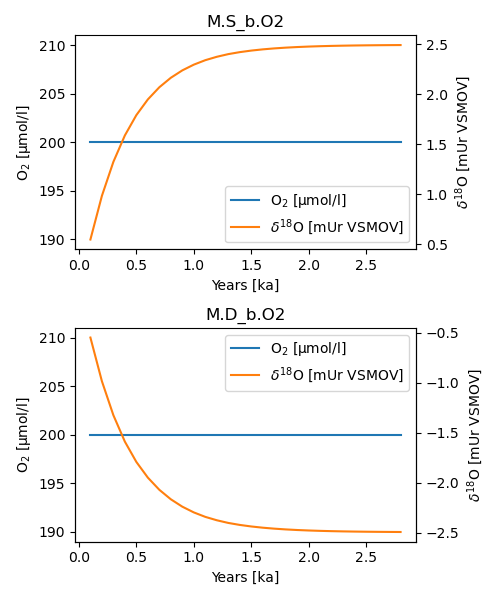 M.S_b.O2
210
205
200
195
190
O₂ [μmol/l]
2.5
2.0
1.5
1.0
0.5
δ¹⁸O [mUr VSMOV]
O₂ [μmol/l]
δ¹⁸O [mUr VSMOV]
0.0 0.5 1.0 1.5 2.0 2.5
Years [ka]
M.D_b.O2
210
205
200
195
190
O₂ [μmol/l]
−0.5
−1.0
−1.5
−2.0
−2.5
δ¹⁸O [mUr VSMOV]
O₂ [μmol/l]
δ¹⁸O [mUr VSMOV]
0.0 0.5 1.0 1.5 2.0 2.5
Years [ka]